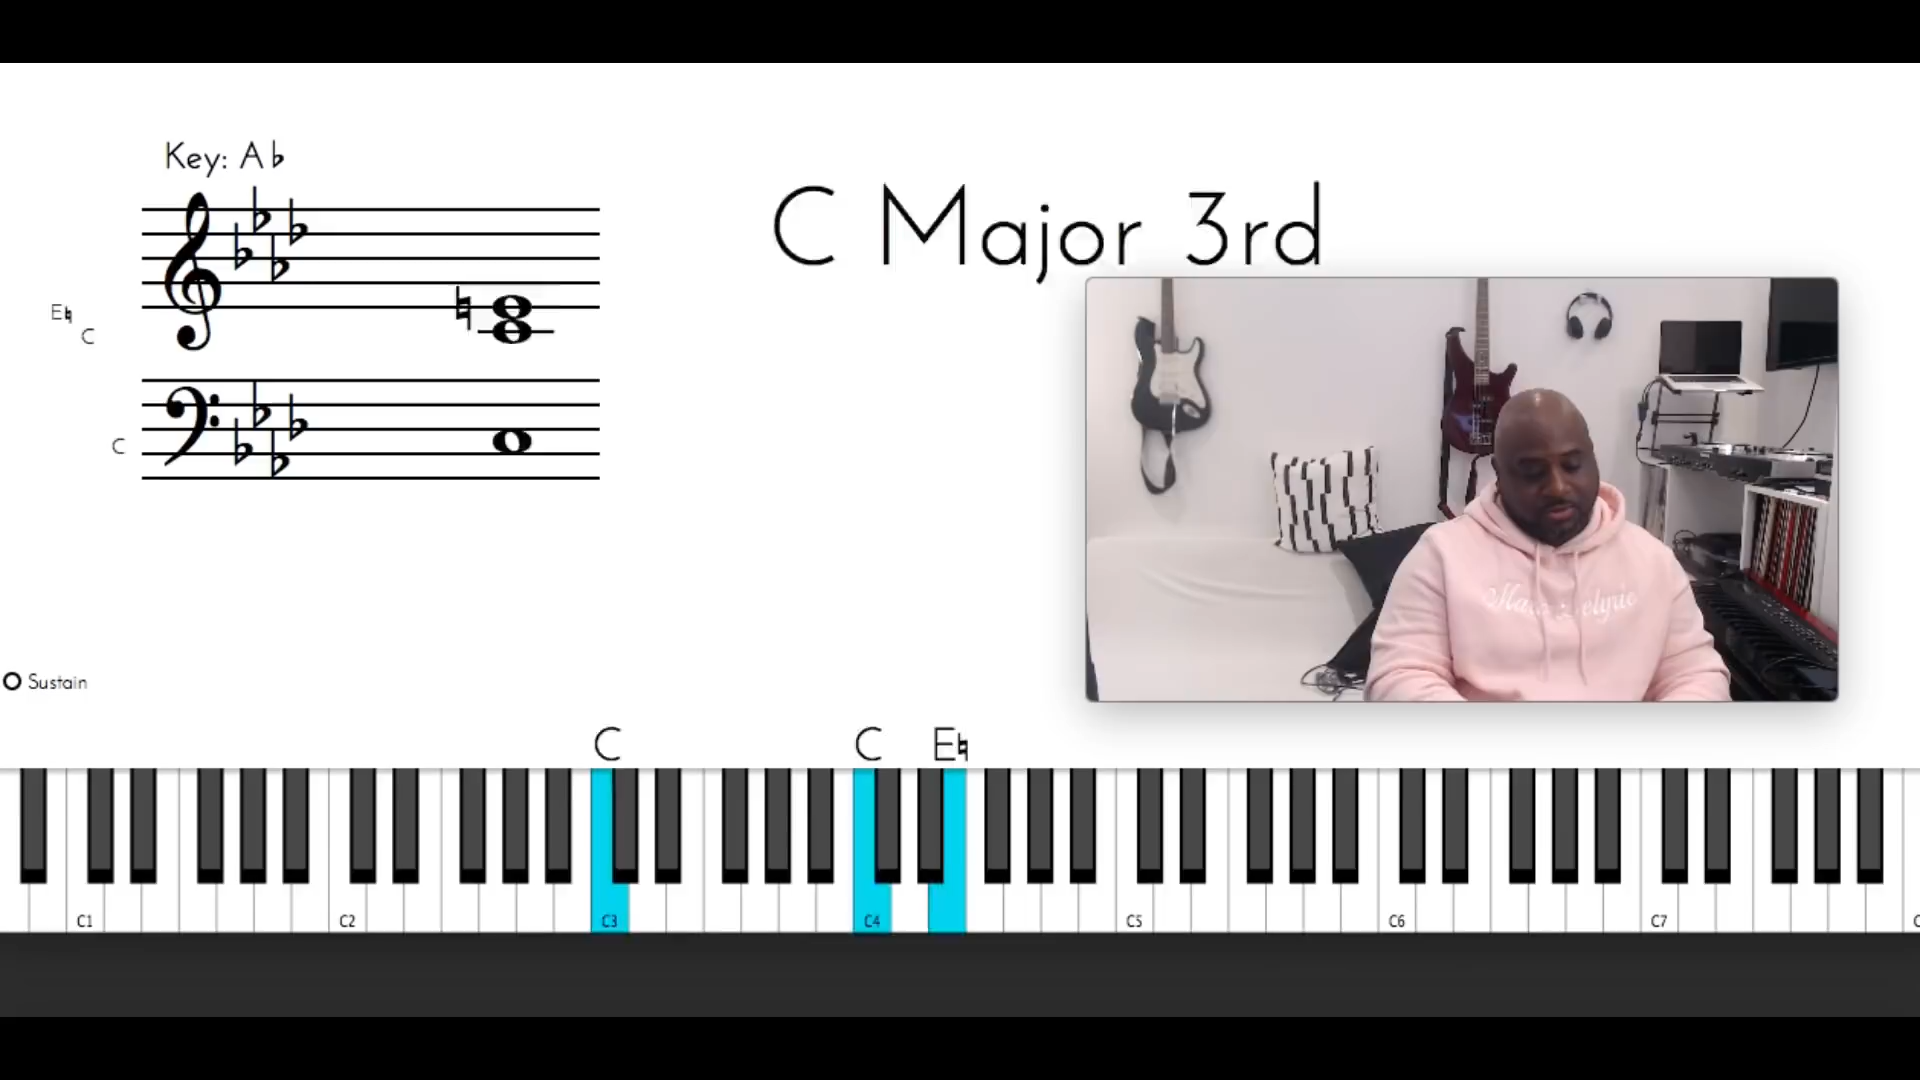 Key: A♭
C Major 3rd
E♮
C
C
Sustain
C C E♮
C1 C2 C3 C4 C5 C6 C7